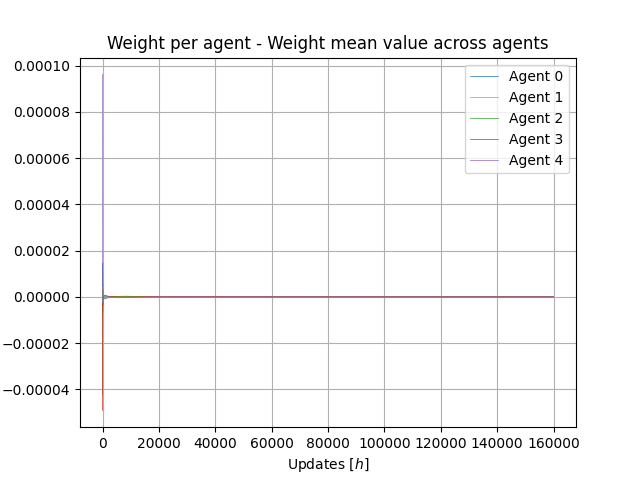 Weight per agent - Weight mean value across agents
0.00010
0.00008
0.00006
0.00004
0.00002
0.00000
−0.00002
−0.00004
Agent 0
Agent 1
Agent 2
Agent 3
Agent 4
0 20000 40000 60000 80000 100000 120000 140000 160000
Updates [h]